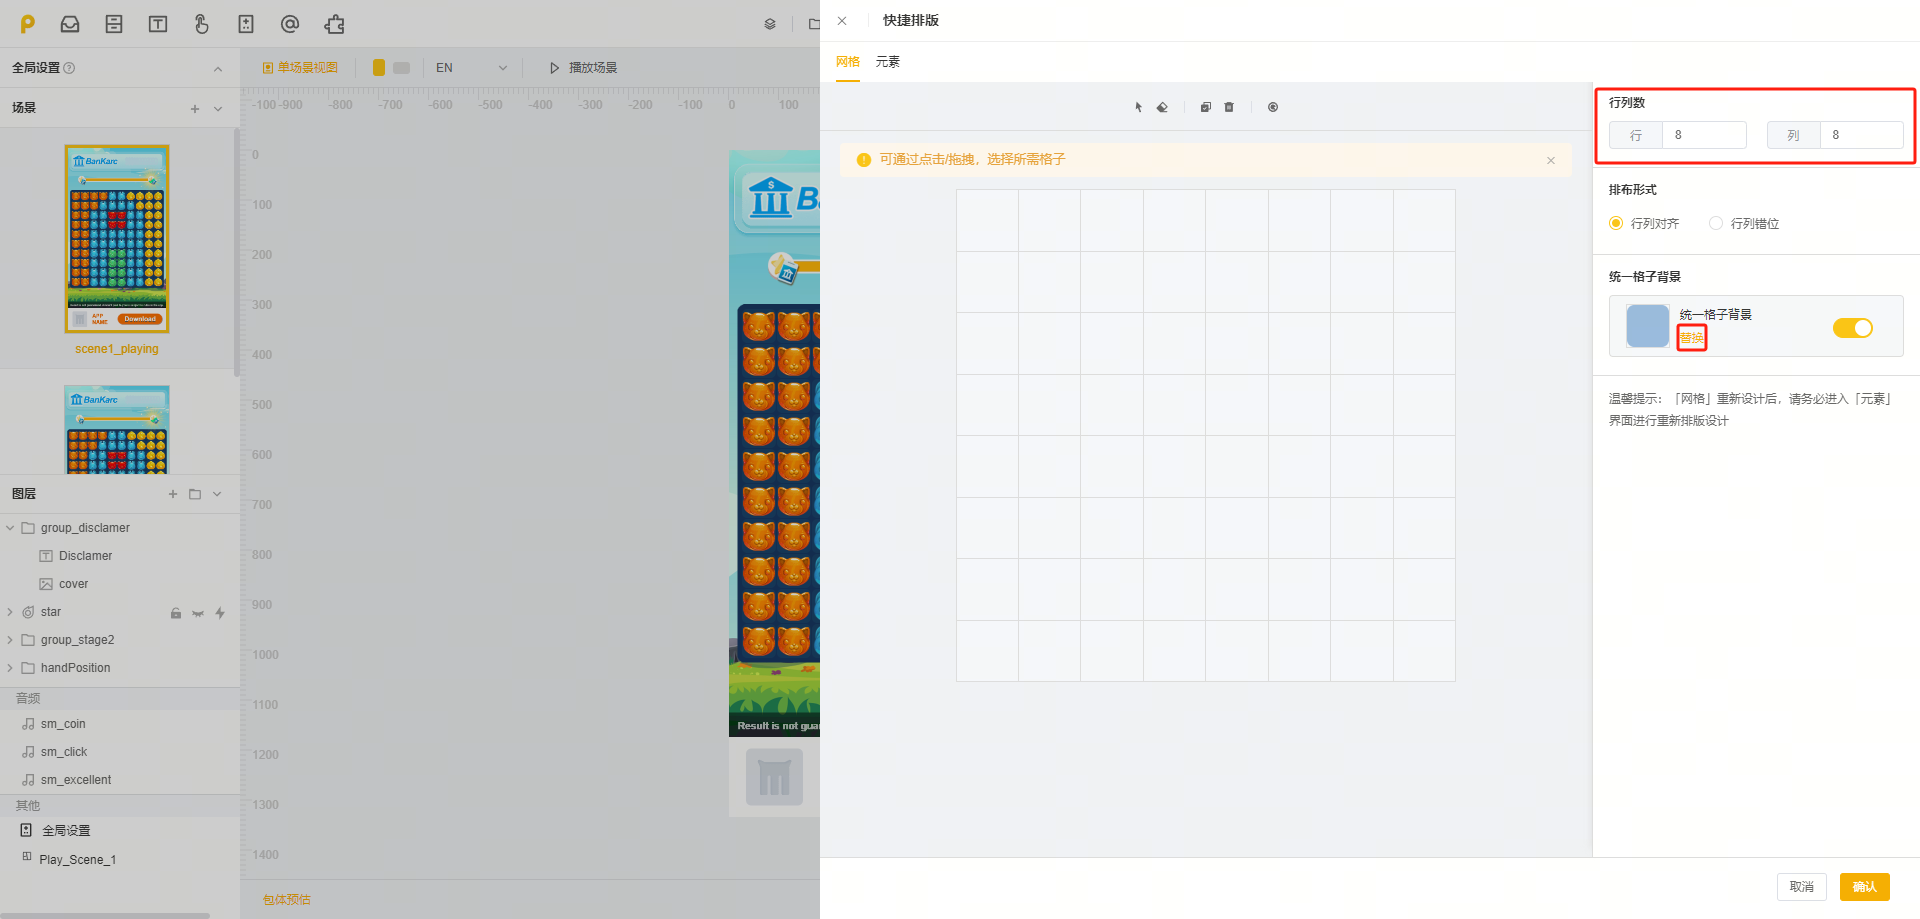 全局设置
场景
BanKarc
APP NAME
Download
scene1_playing
BanKarc
图层
group_disclamer
Disclamer
cover
star
group_stage2
handPosition
音频
sm_coin
sm_click
sm_excellent
其他
全局设置
Play_Scene_1
单场景视图
EN
播放场景
-100 -900 -800 -700 -600 -500 -400 -300 -200 -100 0 100
0
100
200
300
400
500
600
700
800
900
1000
1100
1200
1300
1400
B
Result is not gua
包体预估
快捷排版
网格
元素
可通过点击/拖拽，选择所需格子
行列数
行 8 列 8
排布形式
行列对齐 行列错位
统一格子背景
统一格子背景
替换
温馨提示：「网格」重新设计后，请务必进入「元素」
界面进行重新排版设计
取消 确认